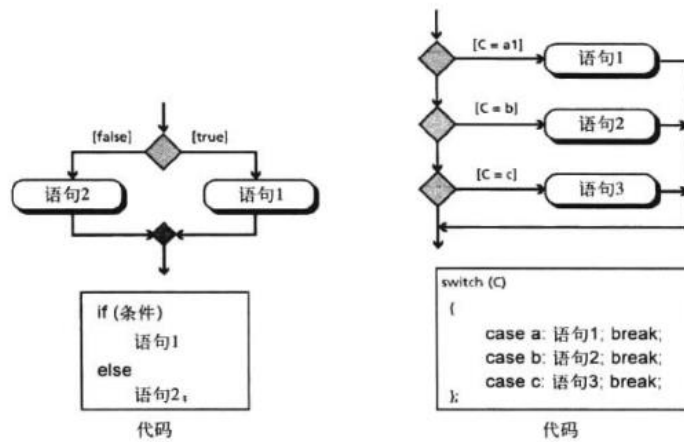 [false]
[true]
语句2
语句1
if (条件)
语句1
else
语句2;
代码
[C = a1]
语句1
[C = b]
语句2
[C = c]
语句3
switch (C)
{
case a: 语句1; break;
case b: 语句2; break;
case c: 语句3; break;
};
代码